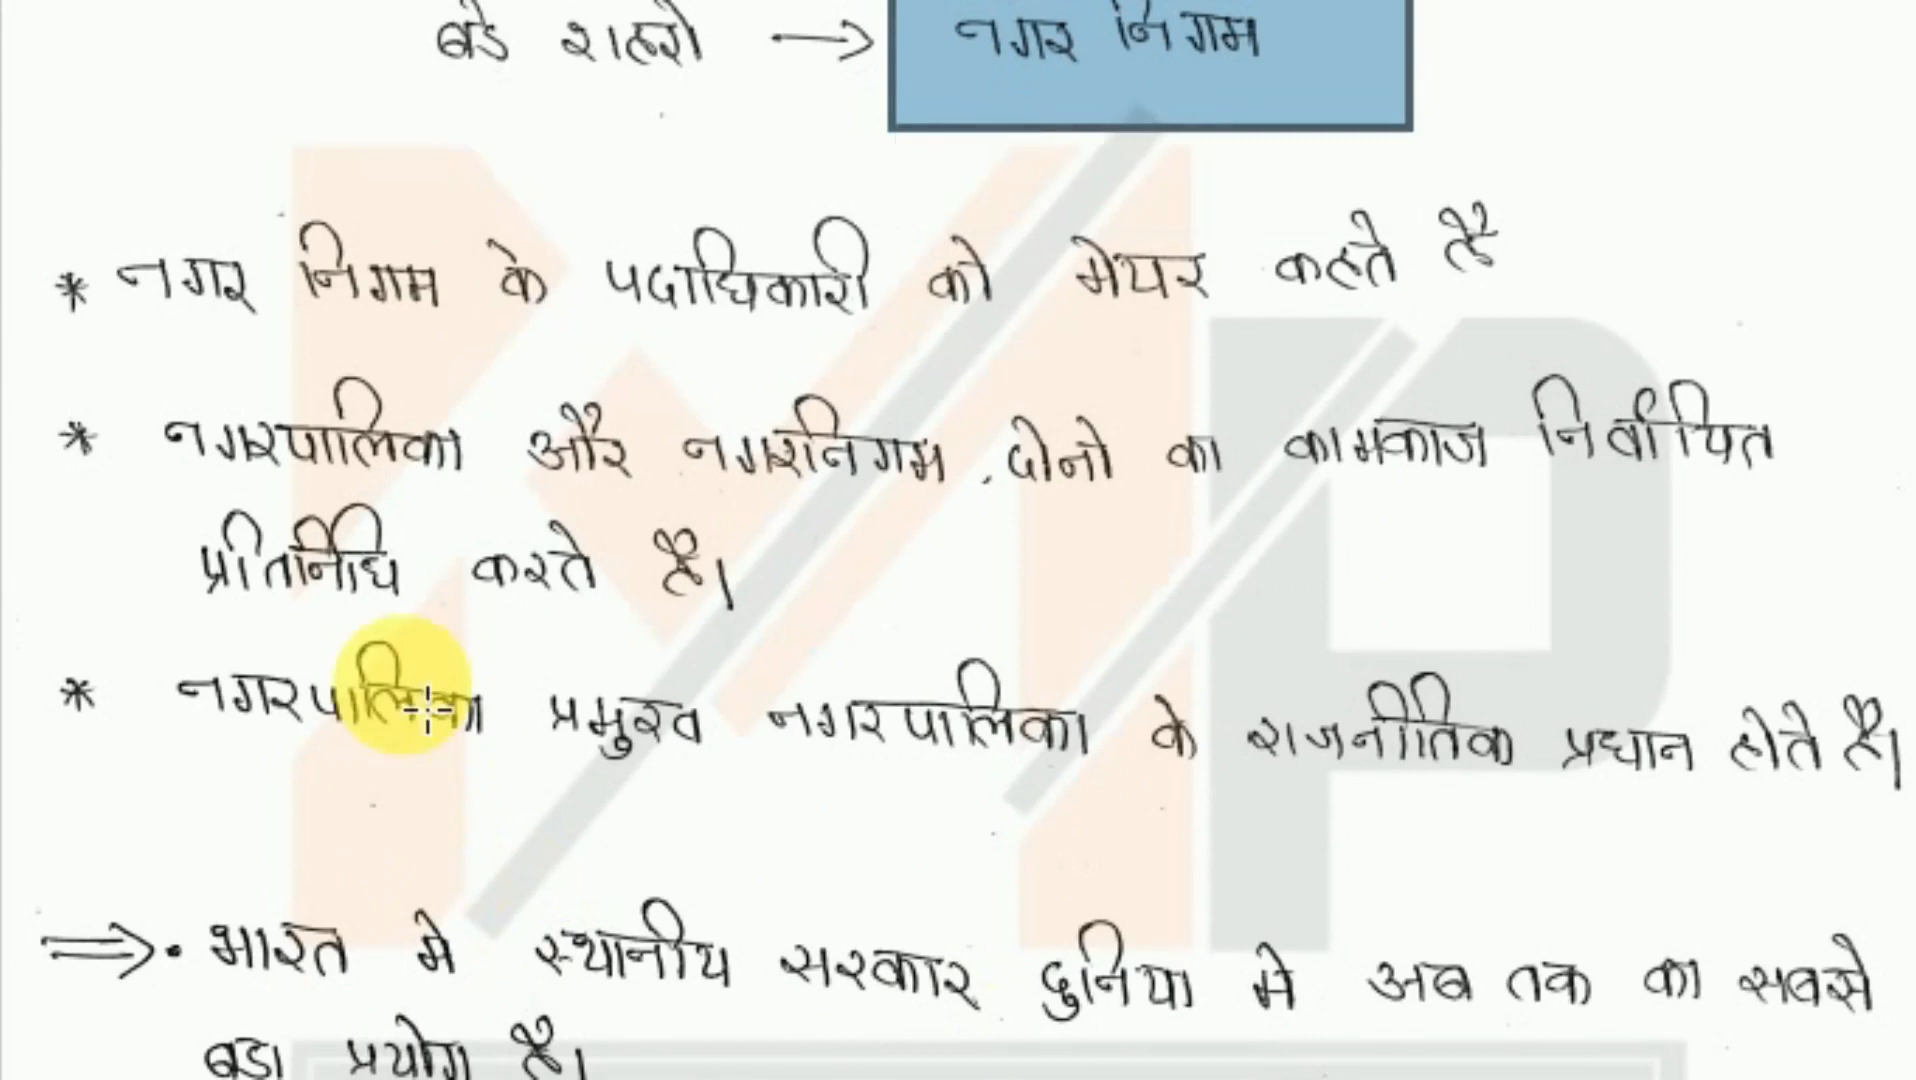 बडे शहरो → नगर निगम
* नगर निगम के पदाधिकारी को मेयर कहते है
* नगरपालिका और नगरनिगम दोनो का कामकाज निर्वाचित
प्रतिनिधि करते है।
* नगरपालिका प्रमुख नगरपालिका के राजनीतिक प्रधान होते है।
⇒ • भारत मे स्थानीय सरकार दुनिया मे अब तक का सबसे
बडा प्रयोग है।